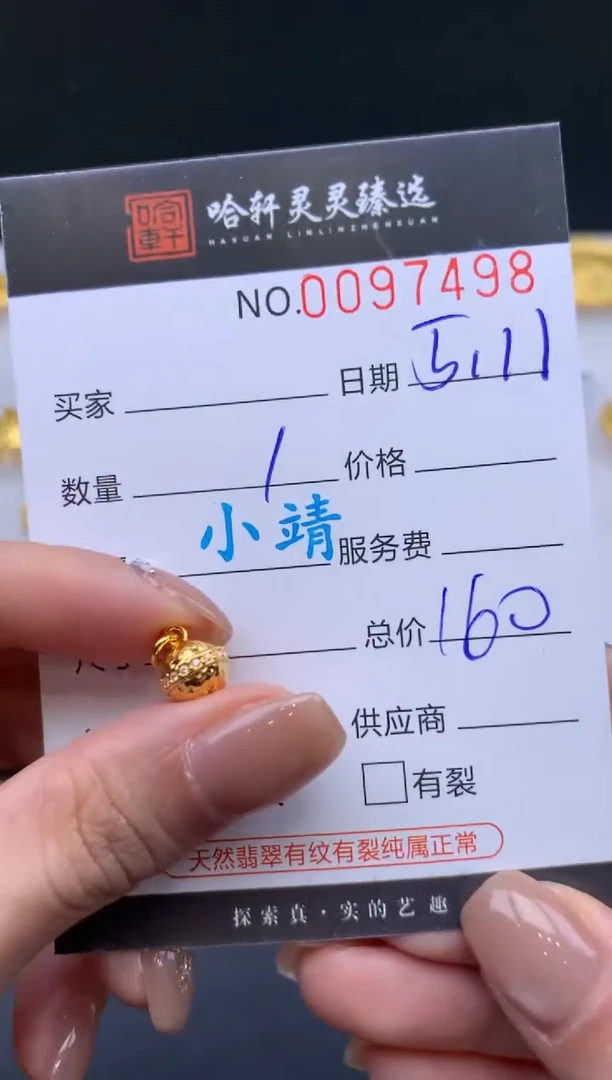 哈轩灵灵臻选
HAXUAN LINLINZHENXUAN
NO.0097498
买家 日期 5.11
数量 1 价格
小靖 服务费
总价 160
供应商
有裂
天然翡翠有纹有裂纯属正常
探索真·实的艺趣